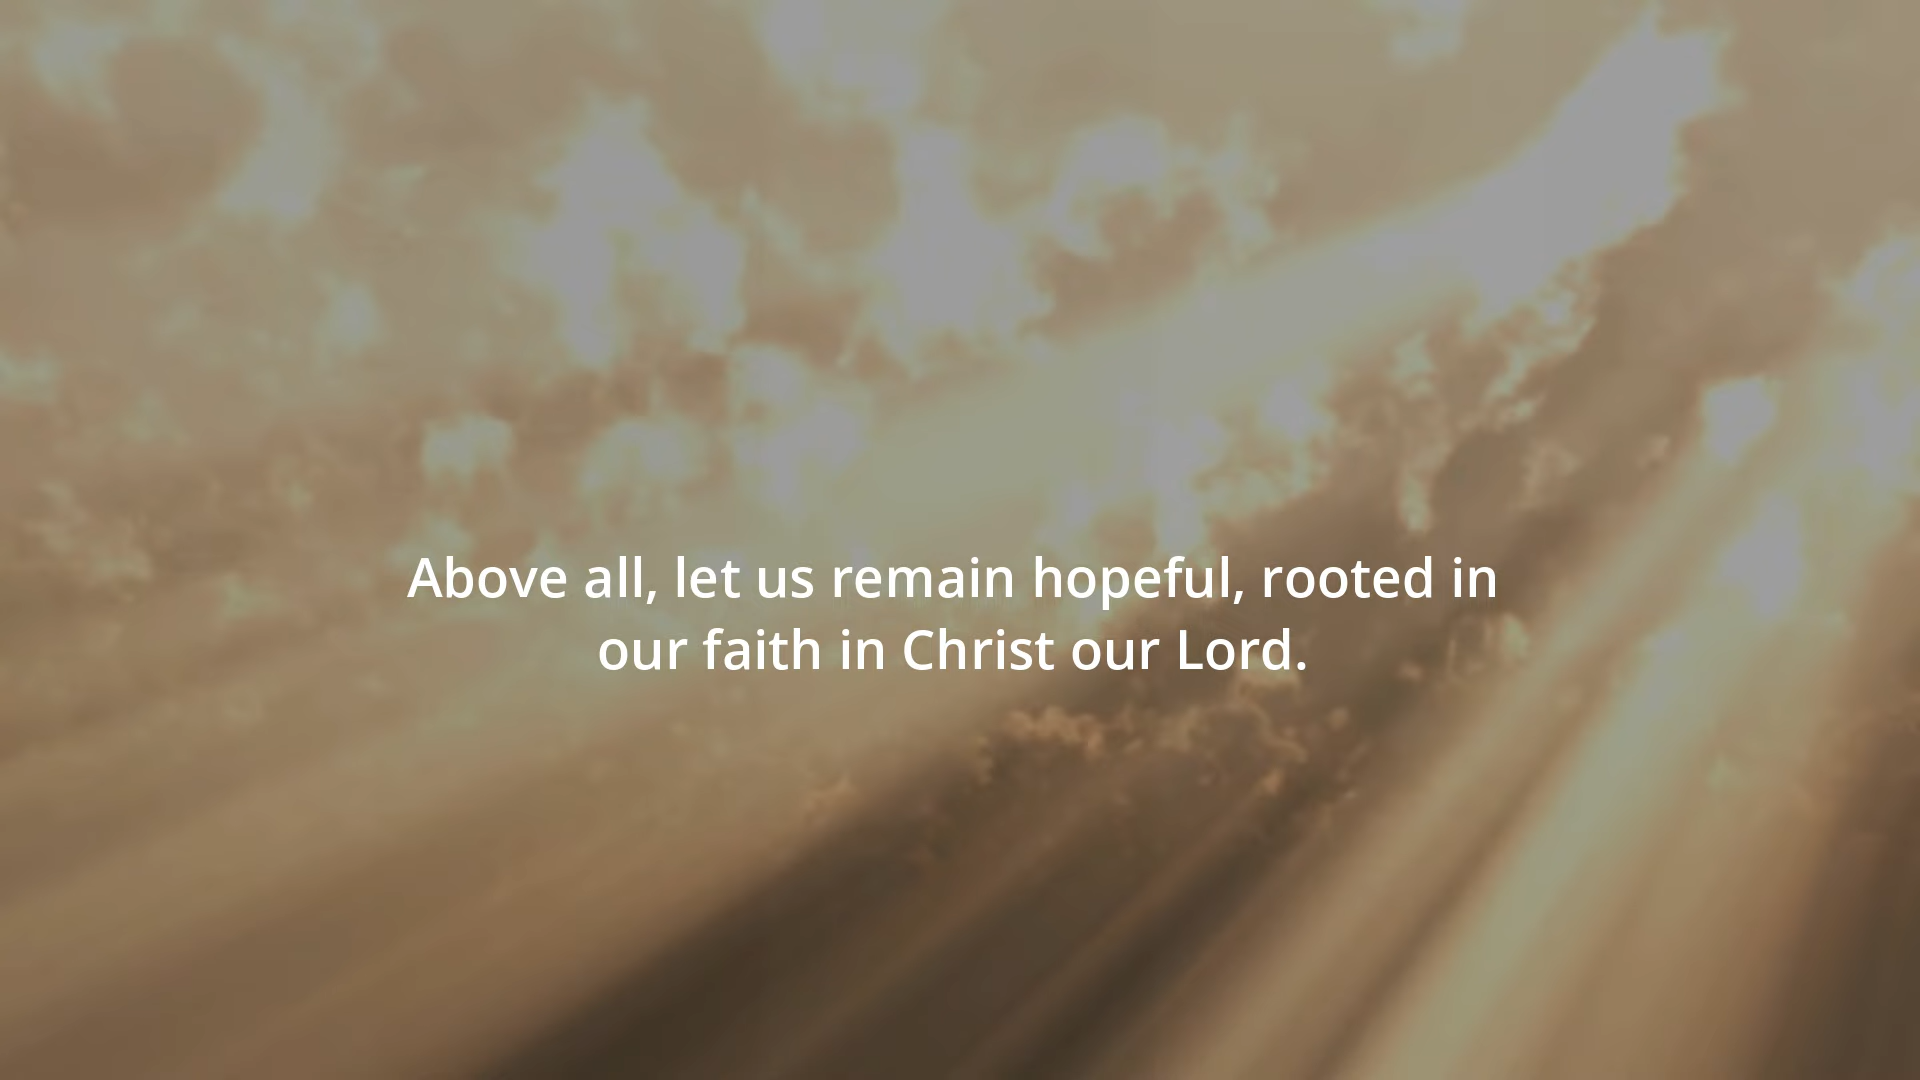 Above all, let us remain hopeful, rooted in
our faith in Christ our Lord.